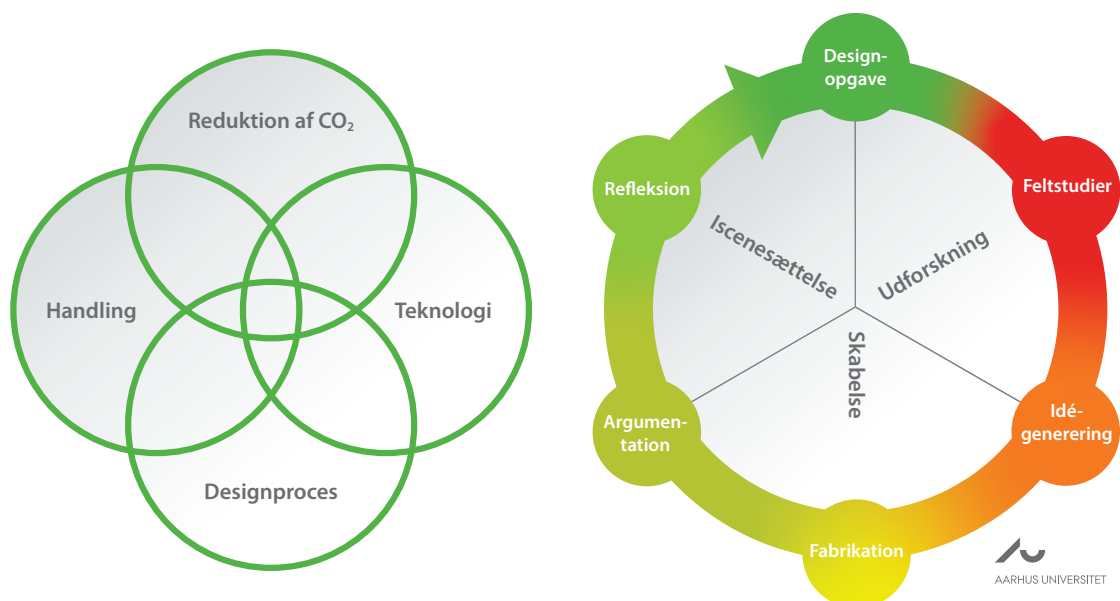 Reduktion af CO₂
Handling
Teknologi
Designproces
Design-
opgave
Feltstudier
Idé-
generering
Fabrikation
Argumen-
tation
Refleksion
Iscenesættelse
Udforskning
Skabelse
AARHUS UNIVERSITET